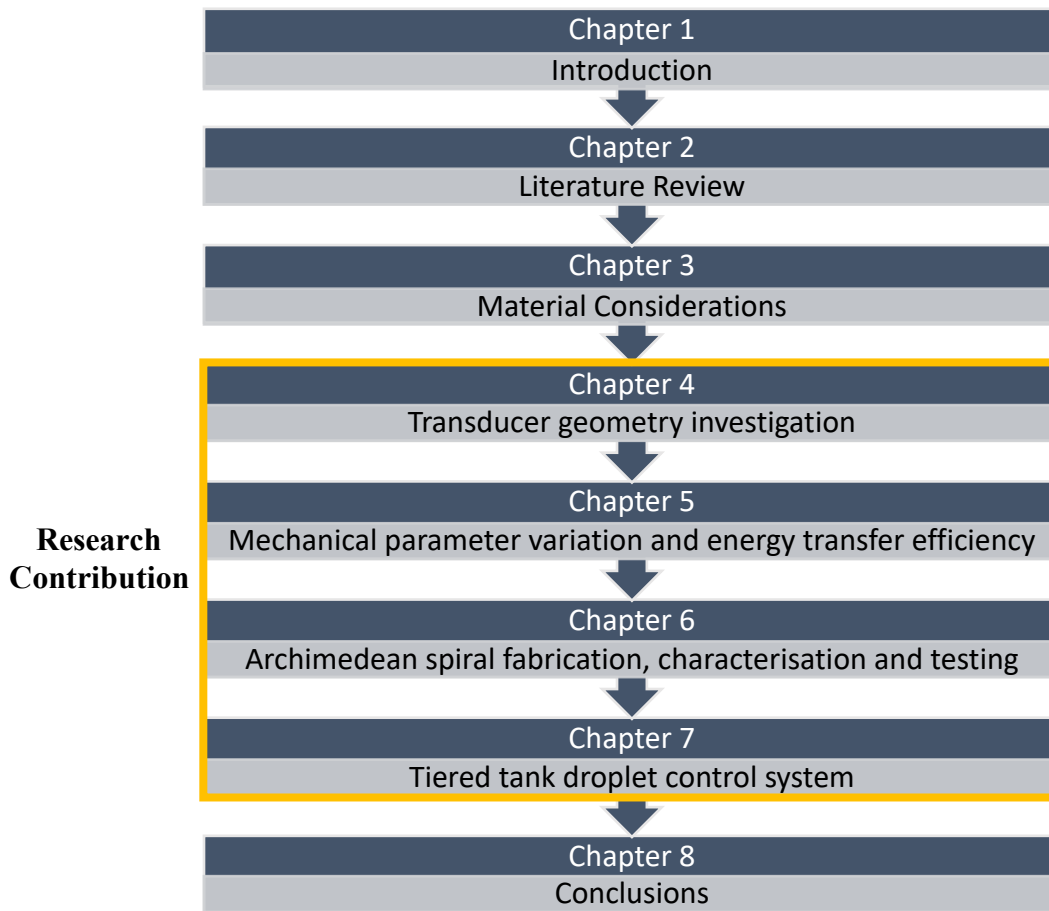 Chapter 1
Introduction
Chapter 2
Literature Review
Chapter 3
Material Considerations
Chapter 4
Transducer geometry investigation
Chapter 5
Research
Contribution
Mechanical parameter variation and energy transfer efficiency
Chapter 6
Archimedean spiral fabrication, characterisation and testing
Chapter 7
Tiered tank droplet control system
Chapter 8
Conclusions